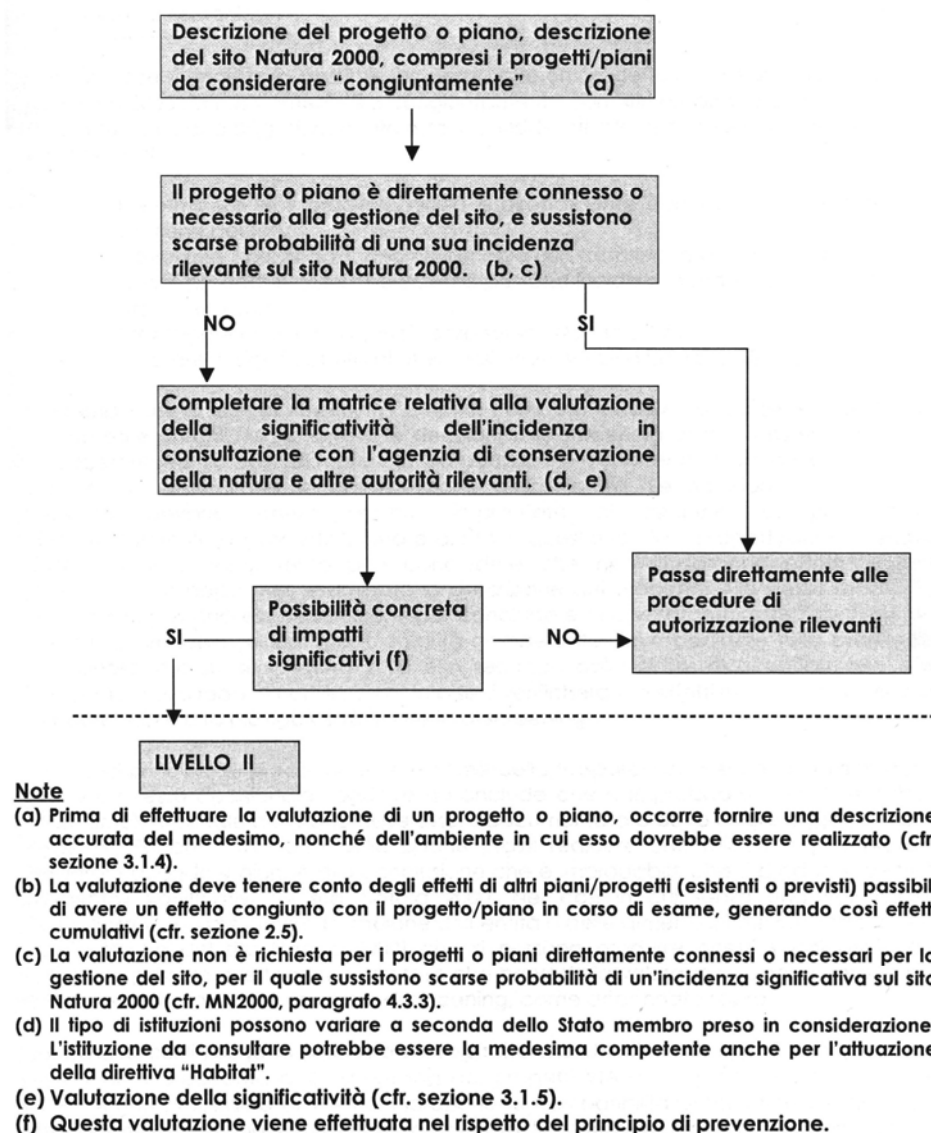 Descrizione del progetto o piano, descrizione
del sito Natura 2000, compresi i progetti/piani
da considerare “congiuntamente” (a)
Il progetto o piano è direttamente connesso o
necessario alla gestione del sito, e sussistono
scarse probabilità di una sua incidenza
rilevante sul sito Natura 2000. (b, c)
NO
SI
Completare la matrice relativa alla valutazione
della significatività dell'incidenza in
consultazione con l'agenzia di conservazione
della natura e altre autorità rilevanti. (d, e)
Possibilità concreta
di impatti
significativi (f)
SI
NO
Passa direttamente alle
procedure di
autorizzazione rilevanti
LIVELLO II
Note
(a) Prima di effettuare la valutazione di un progetto o piano, occorre fornire una descrizione
accurata del medesimo, nonché dell'ambiente in cui esso dovrebbe essere realizzato (cfr
sezione 3.1.4).
(b) La valutazione deve tenere conto degli effetti di altri piani/progetti (esistenti o previsti) passibil
di avere un effetto congiunto con il progetto/piano in corso di esame, generando così effett
cumulativi (cfr. sezione 2.5).
(c) La valutazione non è richiesta per i progetti o piani direttamente connessi o necessari per la
gestione del sito, per il quale sussistono scarse probabilità di un'incidenza significativa sul sito
Natura 2000 (cfr. MN2000, paragrafo 4.3.3).
(d) Il tipo di istituzioni possono variare a seconda dello Stato membro preso in considerazione
L'istituzione da consultare potrebbe essere la medesima competente anche per l'attuazione
della direttiva “Habitat”.
(e) Valutazione della significatività (cfr. sezione 3.1.5).
(f) Questa valutazione viene effettuata nel rispetto del principio di prevenzione.